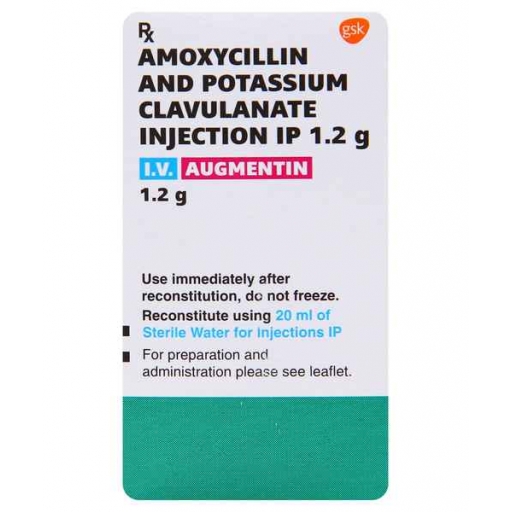 ℞
gsk
AMOXYCILLIN
AND POTASSIUM
CLAVULANATE
INJECTION IP 1.2 g
I.V. AUGMENTIN
1.2 g
Use immediately after
reconstitution, do not freeze.
Reconstitute using 20 ml of
Sterile Water for injections IP
For preparation and
administration please see leaflet.